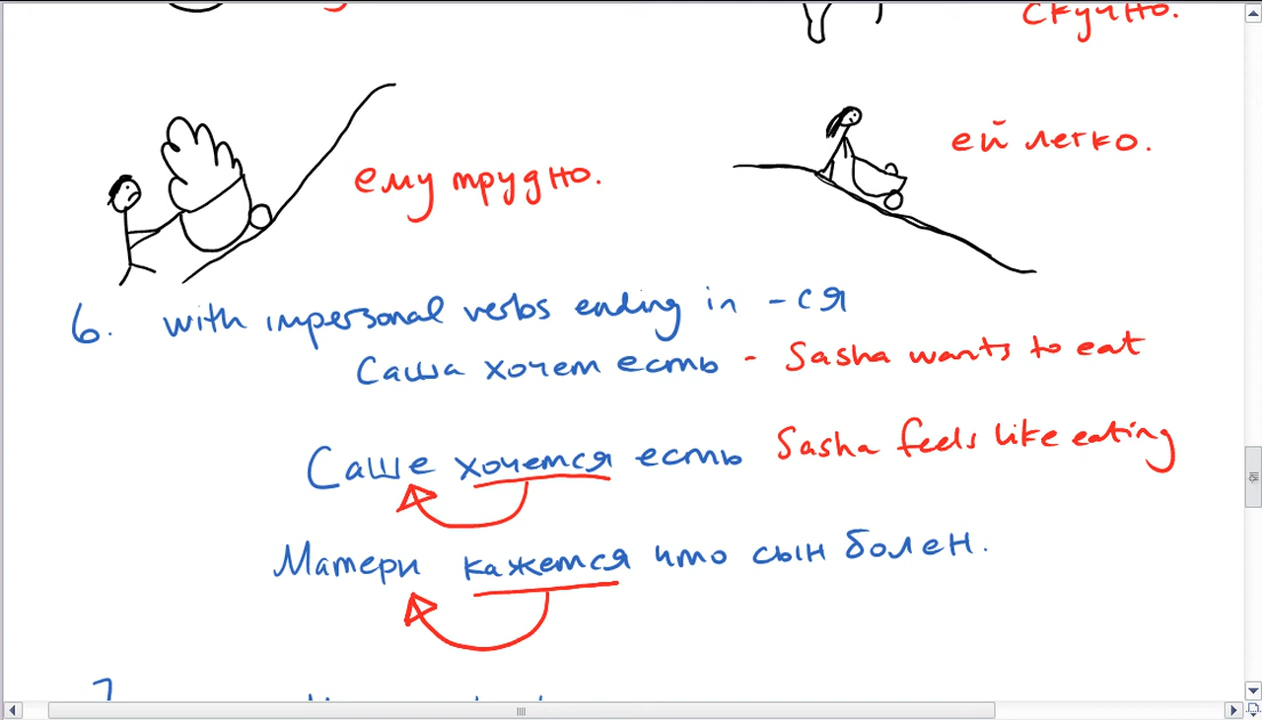 скучно.
ему трудно.
ей легко.
6. with impersonal verbs ending in -ся
Саша хочет есть - Sasha wants to eat
Саше хочется есть Sasha feels like eating
Матери кажется что сын болен.
7